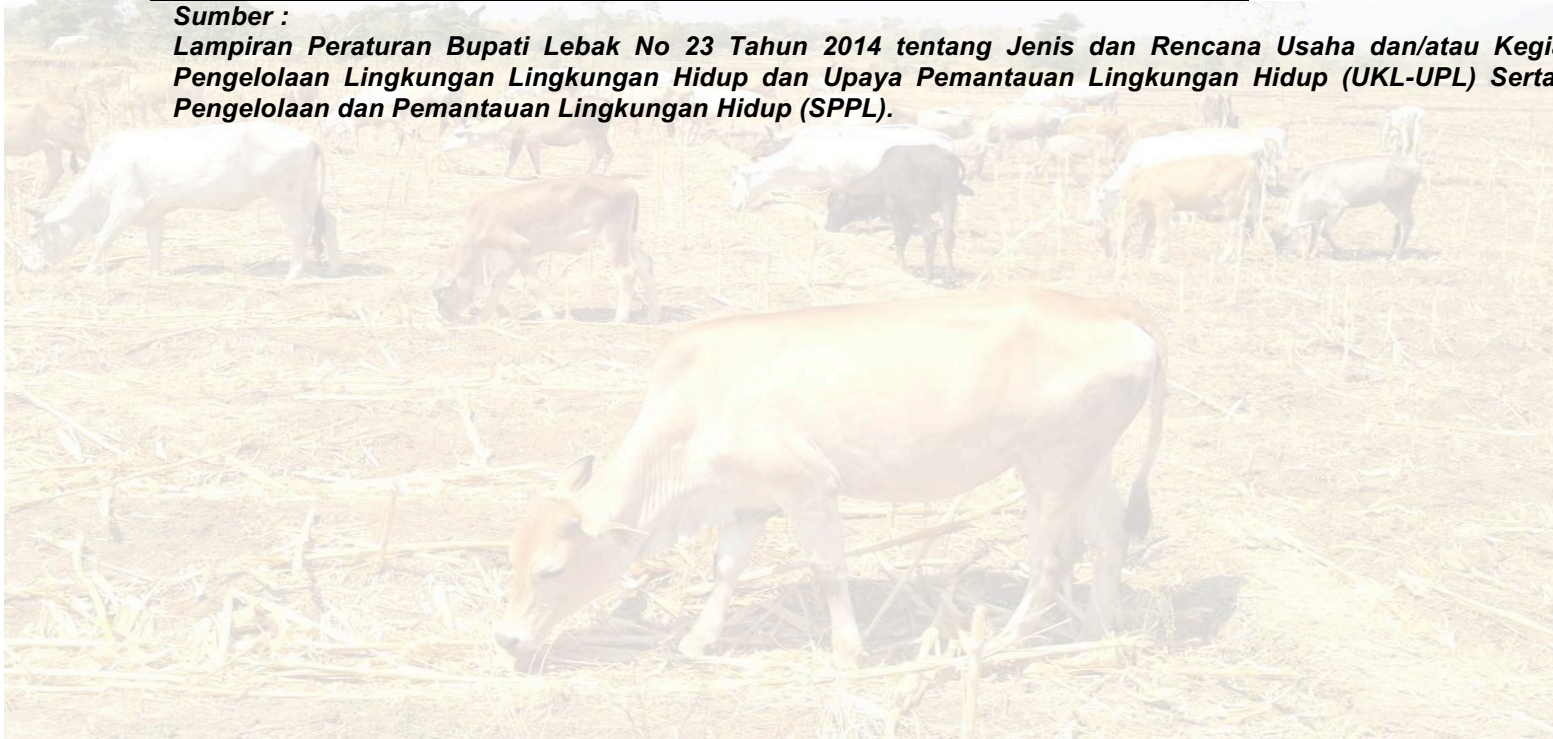 Sumber :
Lampiran Peraturan Bupati Lebak No 23 Tahun 2014 tentang Jenis dan Rencana Usaha dan/atau
Pengelolaan Lingkungan Lingkungan Hidup dan Upaya Pemantauan Lingkungan Hidup (UKL-UPL) Serta
Pengelolaan dan Pemantauan Lingkungan Hidup (SPPL).